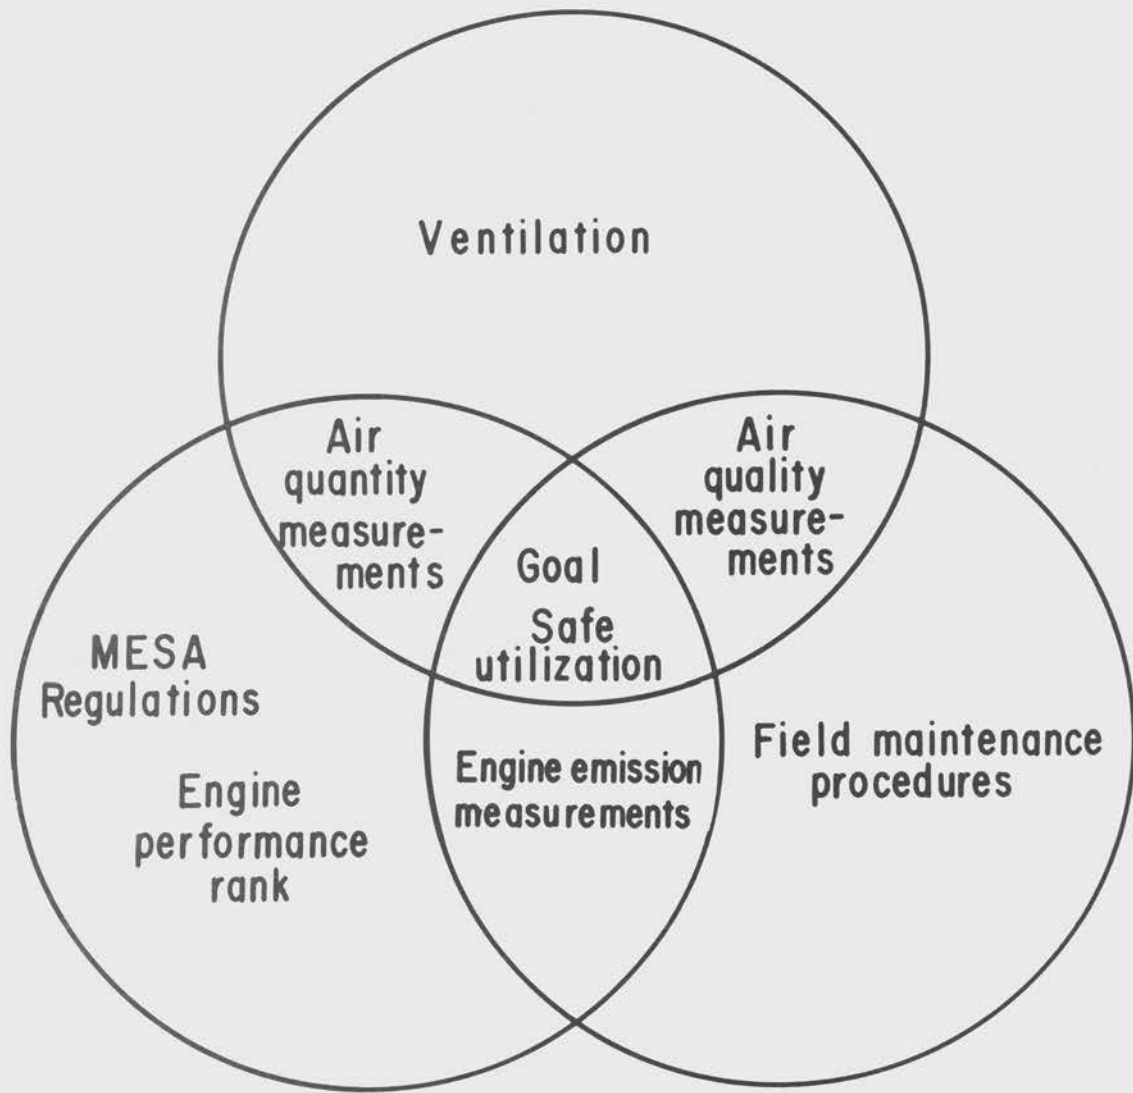 Ventilation
Air
quantity
measure-
ments
Air
quality
measure-
ments
Goal
Safe
utilization
MESA
Regulations
Engine
performance
rank
Engine emission
measurements
Field maintenance
procedures